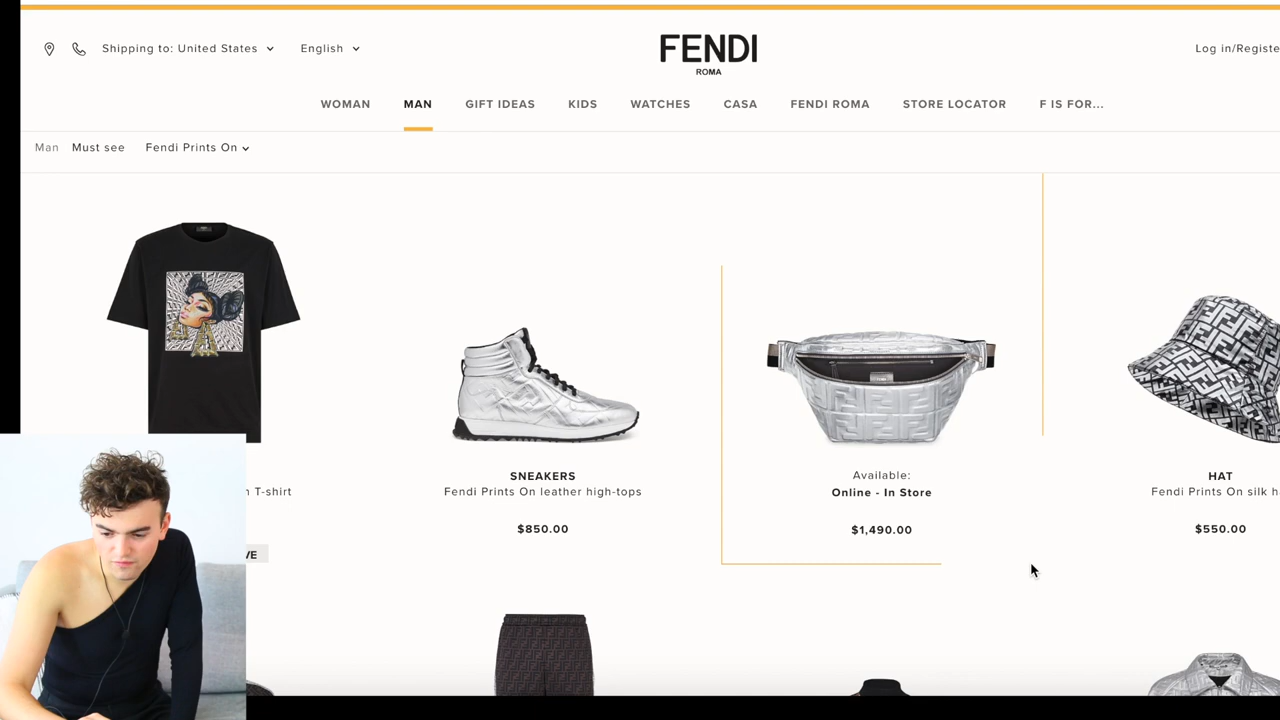 Shipping to: United States
English
FENDI
ROMA
Log in/Registe
WOMAN MAN GIFT IDEAS KIDS WATCHES CASA FENDI ROMA STORE LOCATOR F IS FOR...
Man Must see Fendi Prints On
T-shirt
VE
SNEAKERS
Fendi Prints On leather high-tops
$850.00
Available:
Online - In Store
$1,490.00
HAT
Fendi Prints On silk h
$550.00